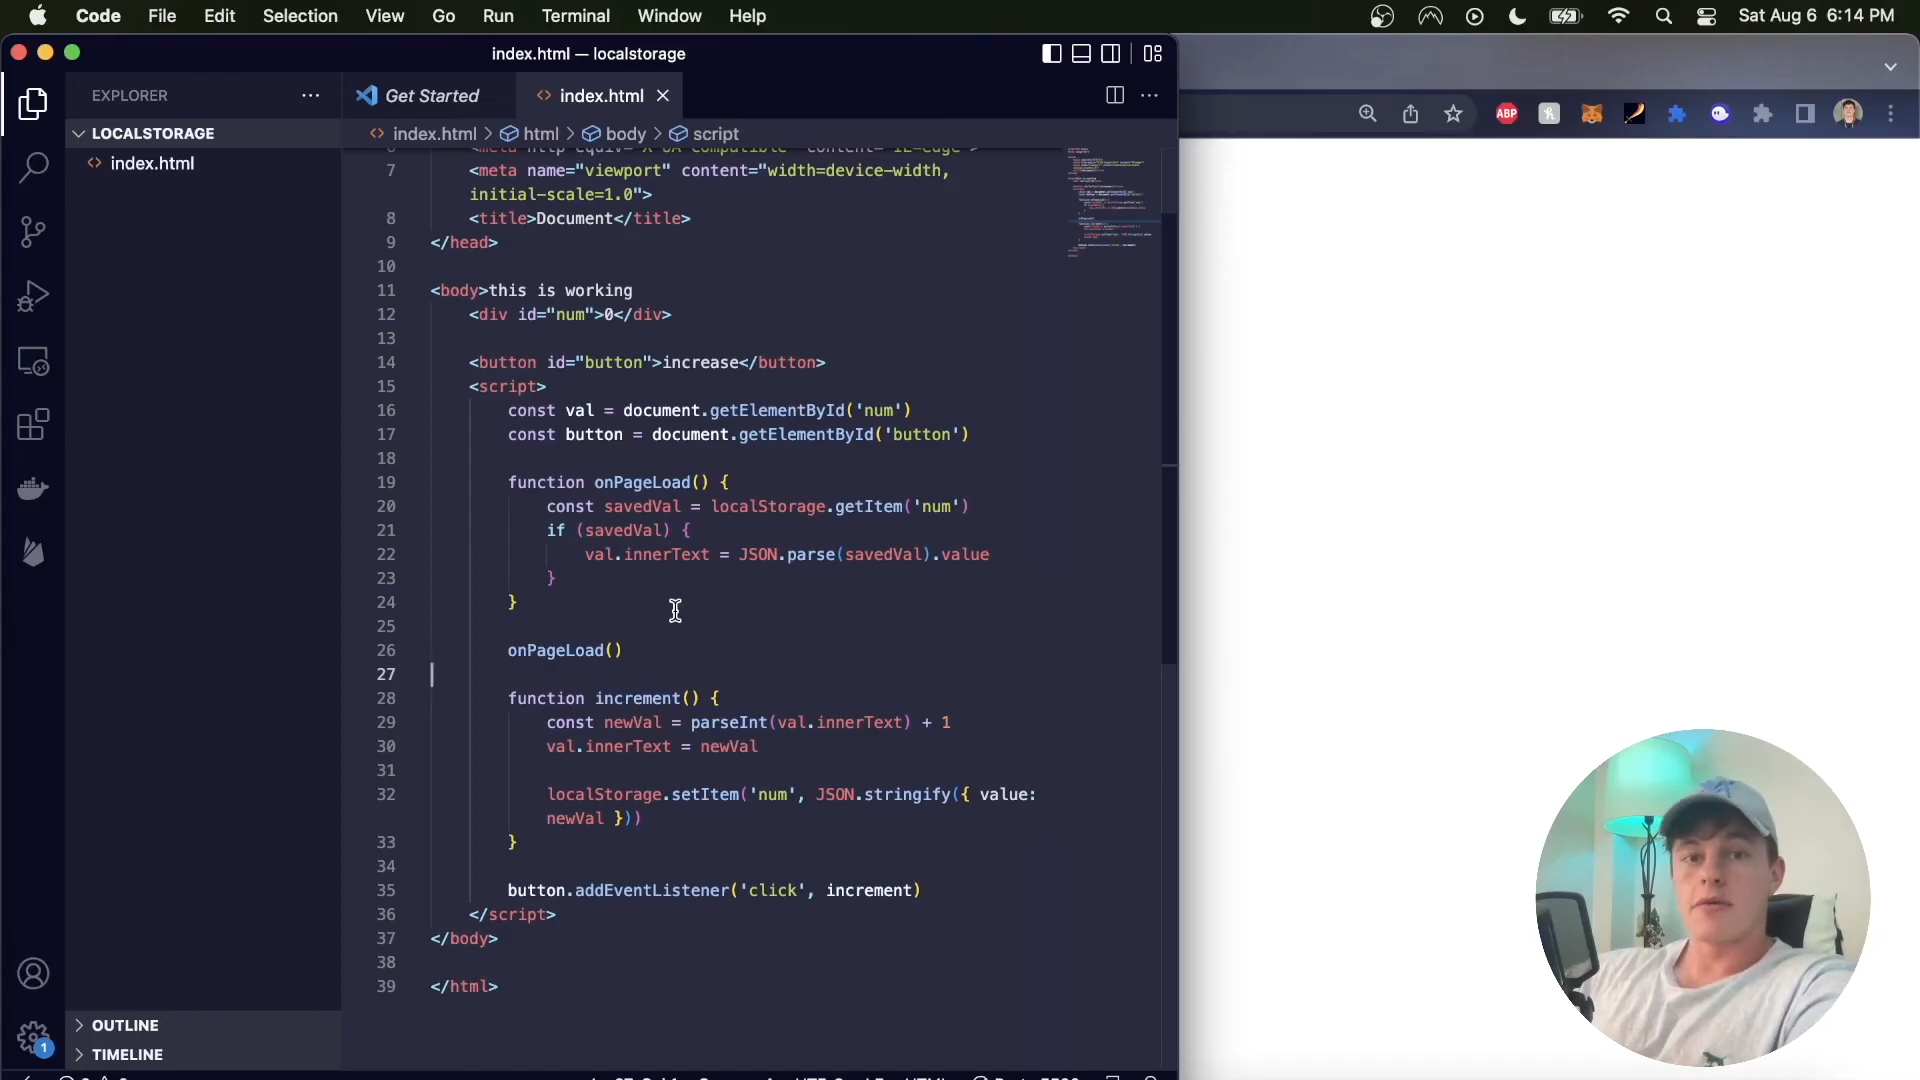 Code File Edit Selection View Go Run Terminal Window Help Sat Aug 6 6:14 PM
index.html — localstorage
EXPLORER
Get Started
index.html
ABP
LOCALSTORAGE
index.html > html > body > script
index.html
7 <meta name="viewport" content="width=device-width,
initial-scale=1.0">
8 <title>Document</title>
9 </head>
10
11 <body>this is working
12 <div id="num">0</div>
13
14 <button id="button">increase</button>
15 <script>
16 const val = document.getElementById('num')
17 const button = document.getElementById('button')
18
19 function onPageLoad() {
20 const savedVal = localStorage.getItem('num')
21 if (savedVal) {
22 val.innerText = JSON.parse(savedVal).value
23 }
24 }
25
26 onPageLoad()
27
28 function increment() {
29 const newVal = parseInt(val.innerText) + 1
30 val.innerText = newVal
31
32 localStorage.setItem('num', JSON.stringify({ value:
newVal }))
33 }
34
35 button.addEventListener('click', increment)
36 </script>
37 </body>
38
39 </html>
OUTLINE
1
TIMELINE